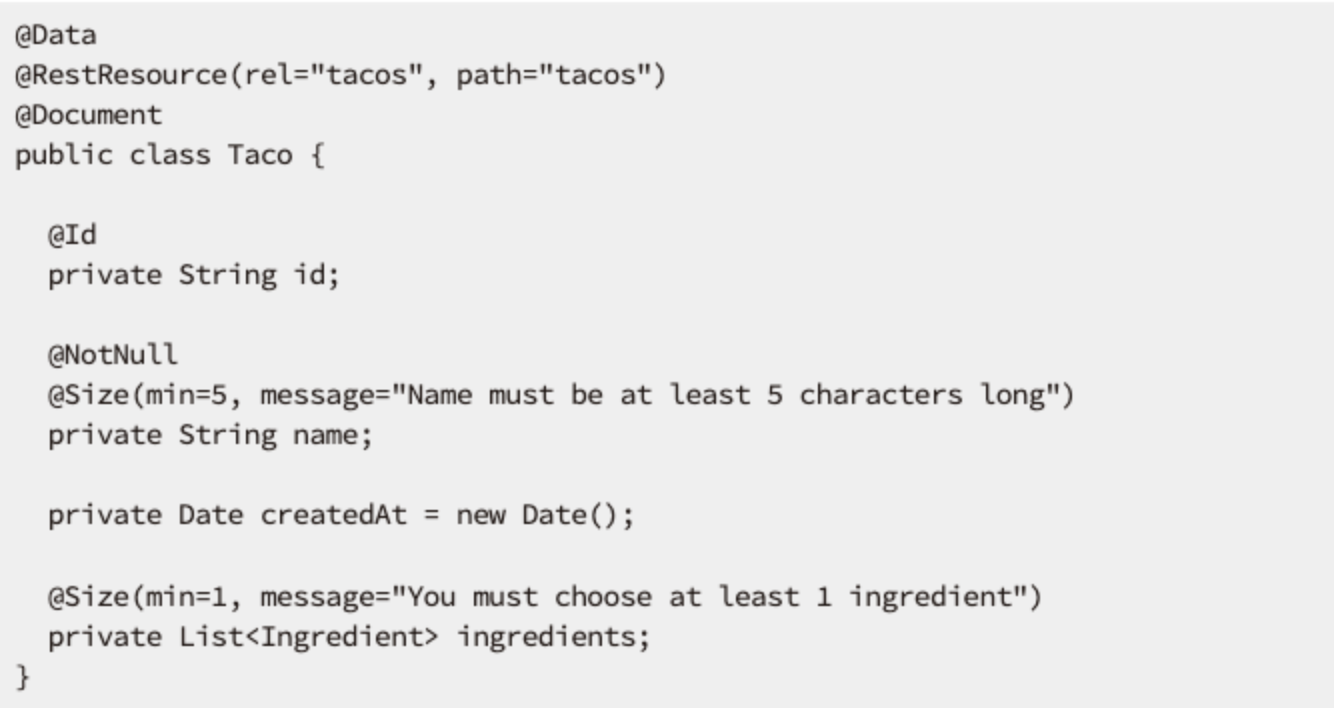 @Data
@RestResource(rel="tacos", path="tacos")
@Document
public class Taco {
@Id
private String id;
@NotNull
@Size(min=5, message="Name must be at least 5 characters long")
private String name;
private Date createdAt = new Date();
@Size(min=1, message="You must choose at least 1 ingredient")
private List<Ingredient> ingredients;
}